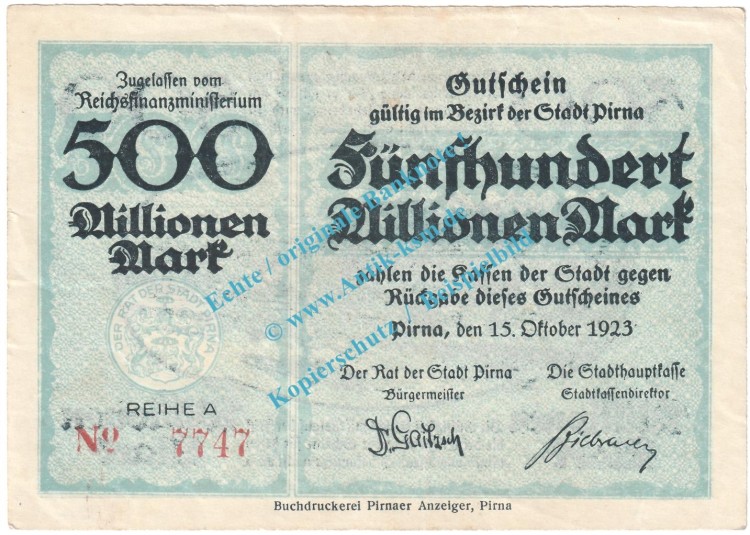 Zugelassen vom
Reichsfinanzministerium
500
Millionen
Mark
DER RAT DER STADT PIRNA
REIHE A
No 7747
Gutschein
gültig im Bezirk der Stadt Pirna
Fünfhundert
Millionen Mark
zahlen die Kassen der Stadt gegen
Rückgabe dieses Gutscheines
Pirna, den 15. Oktober 1923
Der Rat der Stadt Pirna
Bürgermeister
Die Stadthauptkasse
Stadtkassendirektor
Buchdruckerei Pirnaer Anzeiger, Pirna
Echte / originale Banknote !
© www.Antik-ksm.de
Kopierschutz / Beispielbild